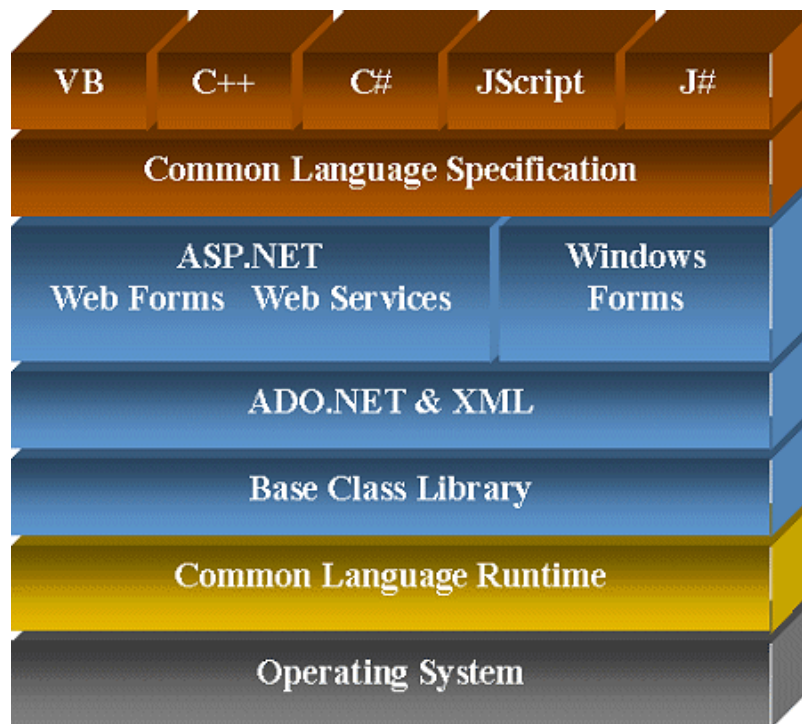 VB C++ C# JScript J#
Common Language Specification
ASP.NET Windows
Web Forms Web Services Forms
ADO.NET & XML
Base Class Library
Common Language Runtime
Operating System